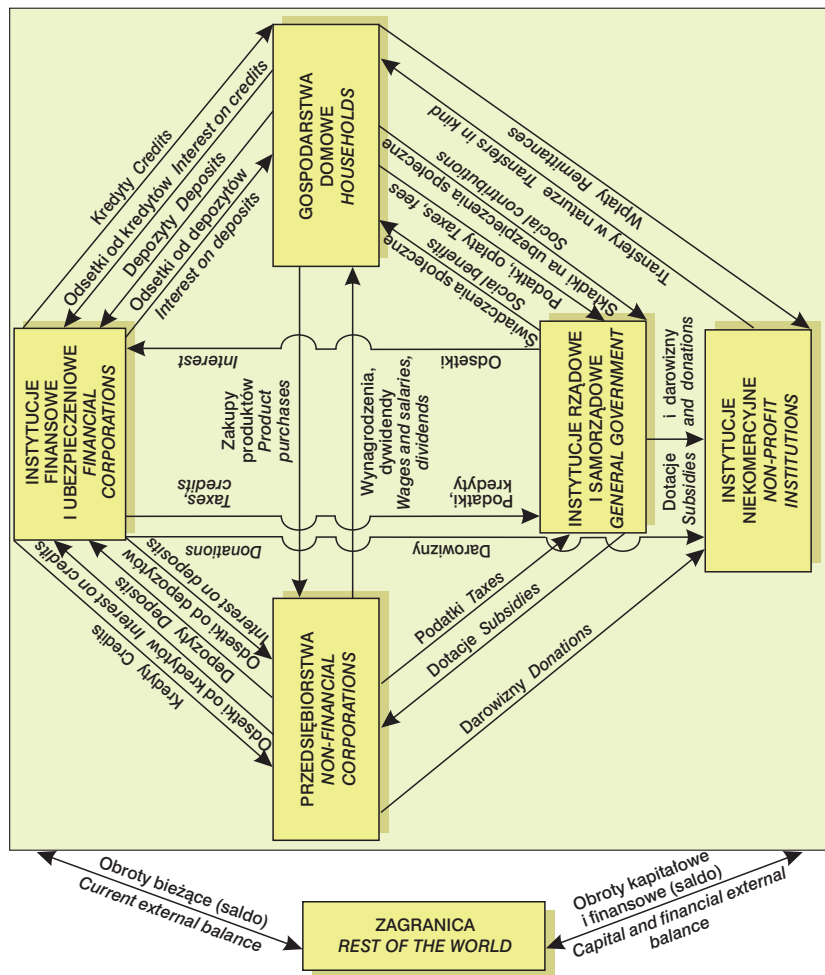 GOSPODARSTWA
DOMOWE
HOUSEHOLDS
Kredyty Credits
Odsetki od kredytów Interest on credits
Depozyty Deposits
Odsetki od depozytów
Interest on deposits
Wpłaty Remittances
Transfery w naturze Transfers in kind
Składki na ubezpieczenia społeczne
Social contributions
Podatki, opłaty Taxes, fees
Świadczenia społeczne
Social benefits
INSTYTUCJE
FINANSOWE
I UBEZPIECZENIOWE
FINANCIAL
CORPORATIONS
Interest
Odsetki
Zakupy
produktów
Product
purchases
Wynagrodzenia,
dywidendy
Wages and salaries,
dividends
INSTYTUCJE RZĄDOWE
I SAMORZĄDOWE
GENERAL GOVERNMENT
i darowizny
and donations
Dotacje
Subsidies
INSTYTUCJE
NIEKOMERCYJNE
NON-PROFIT
INSTITUTIONS
Taxes,
credits
Podatki,
kredyty
Donations
Darowizny
Odsetki od depozytów
Interest on deposits
Depozyty Deposits
Odsetki od kredytów Interest on credits
Kredyty Credits
PRZEDSIĘBIORSTWA
NON-FINANCIAL
CORPORATIONS
Podatki Taxes
Dotacje Subsidies
Darowizny Donations
Obroty bieżące (saldo)
Current external
balance
ZAGRANICA
REST OF THE WORLD
Obroty kapitałowe
i finansowe (saldo)
Capital and financial external
balance